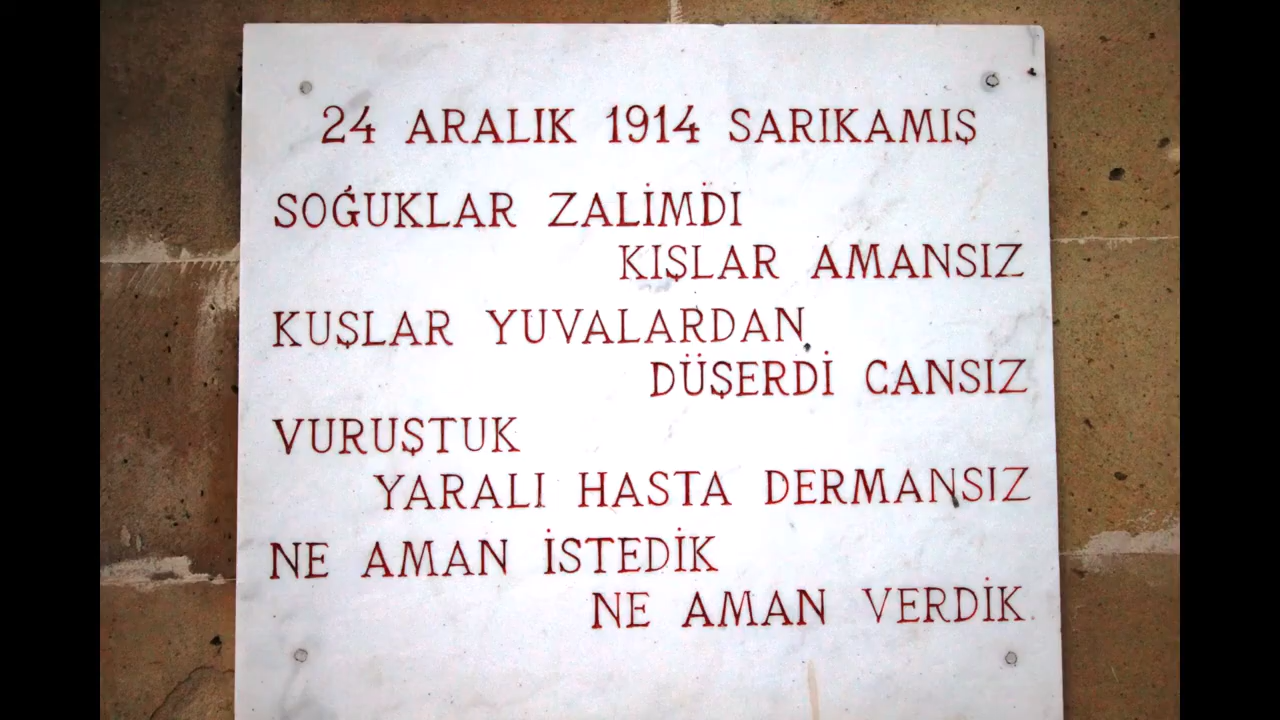 24 ARALIK 1914 SARIKAMIŞ
SOĞUKLAR ZALİMDI
KIŞLAR AMANSIZ
KUŞLAR YUVALARDAN
DÜŞERDİ CANSIZ
VURUŞTUK
YARALI HASTA DERMANSIZ
NE AMAN İSTEDİK
NE AMAN VERDİK